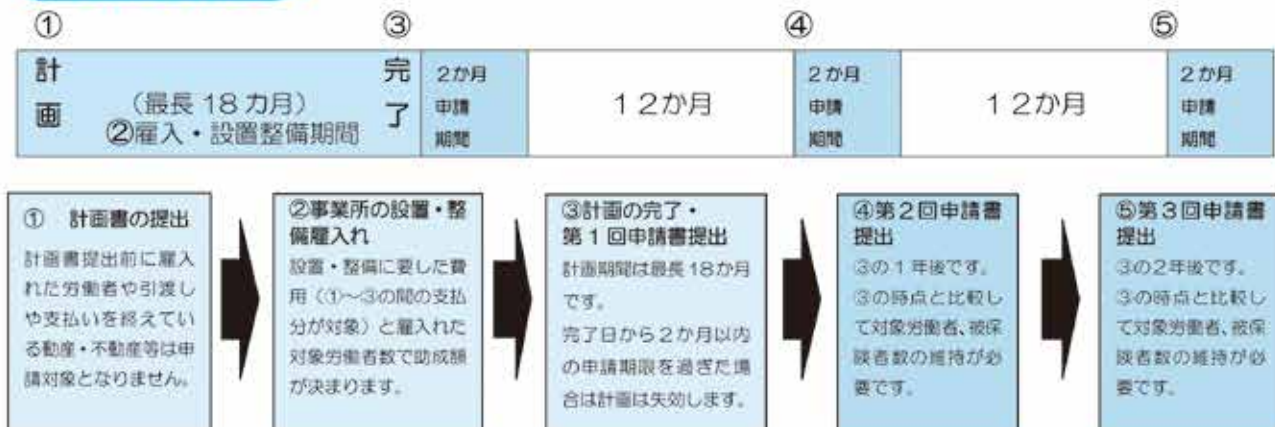 ① ③ ④ ⑤
計画
(最長 18 カ月)
②雇入・設置整備期間
完了
2か月
申請
期間
12か月
2か月
申請
期間
12か月
2か月
申請
期間
① 計画書の提出
計画書提出前に雇入
れた労働者や引渡し
や支払いを終えてい
る動産・不動産等は申
請対象となりません。
②事業所の設置・整
備雇入れ
設置・整備に要した費
用(①～③の間の支払
分が対象)と雇入れた
対象労働者数で助成額
が決まります。
③計画の完了・
第1回申請書提出
計画期間は最長18か月
です。
完了日から2か月以内
の申請期限を過ぎた場
合は計画は失効します。
④第2回申請書
提出
③の1年後です。
③の時点と比較し
て対象労働者、被保
険者数の維持が必
要です。
⑤第3回申請書
提出
③の2年後です。
③の時点と比較し
て対象労働者、被保
険者数の維持が必
要です。